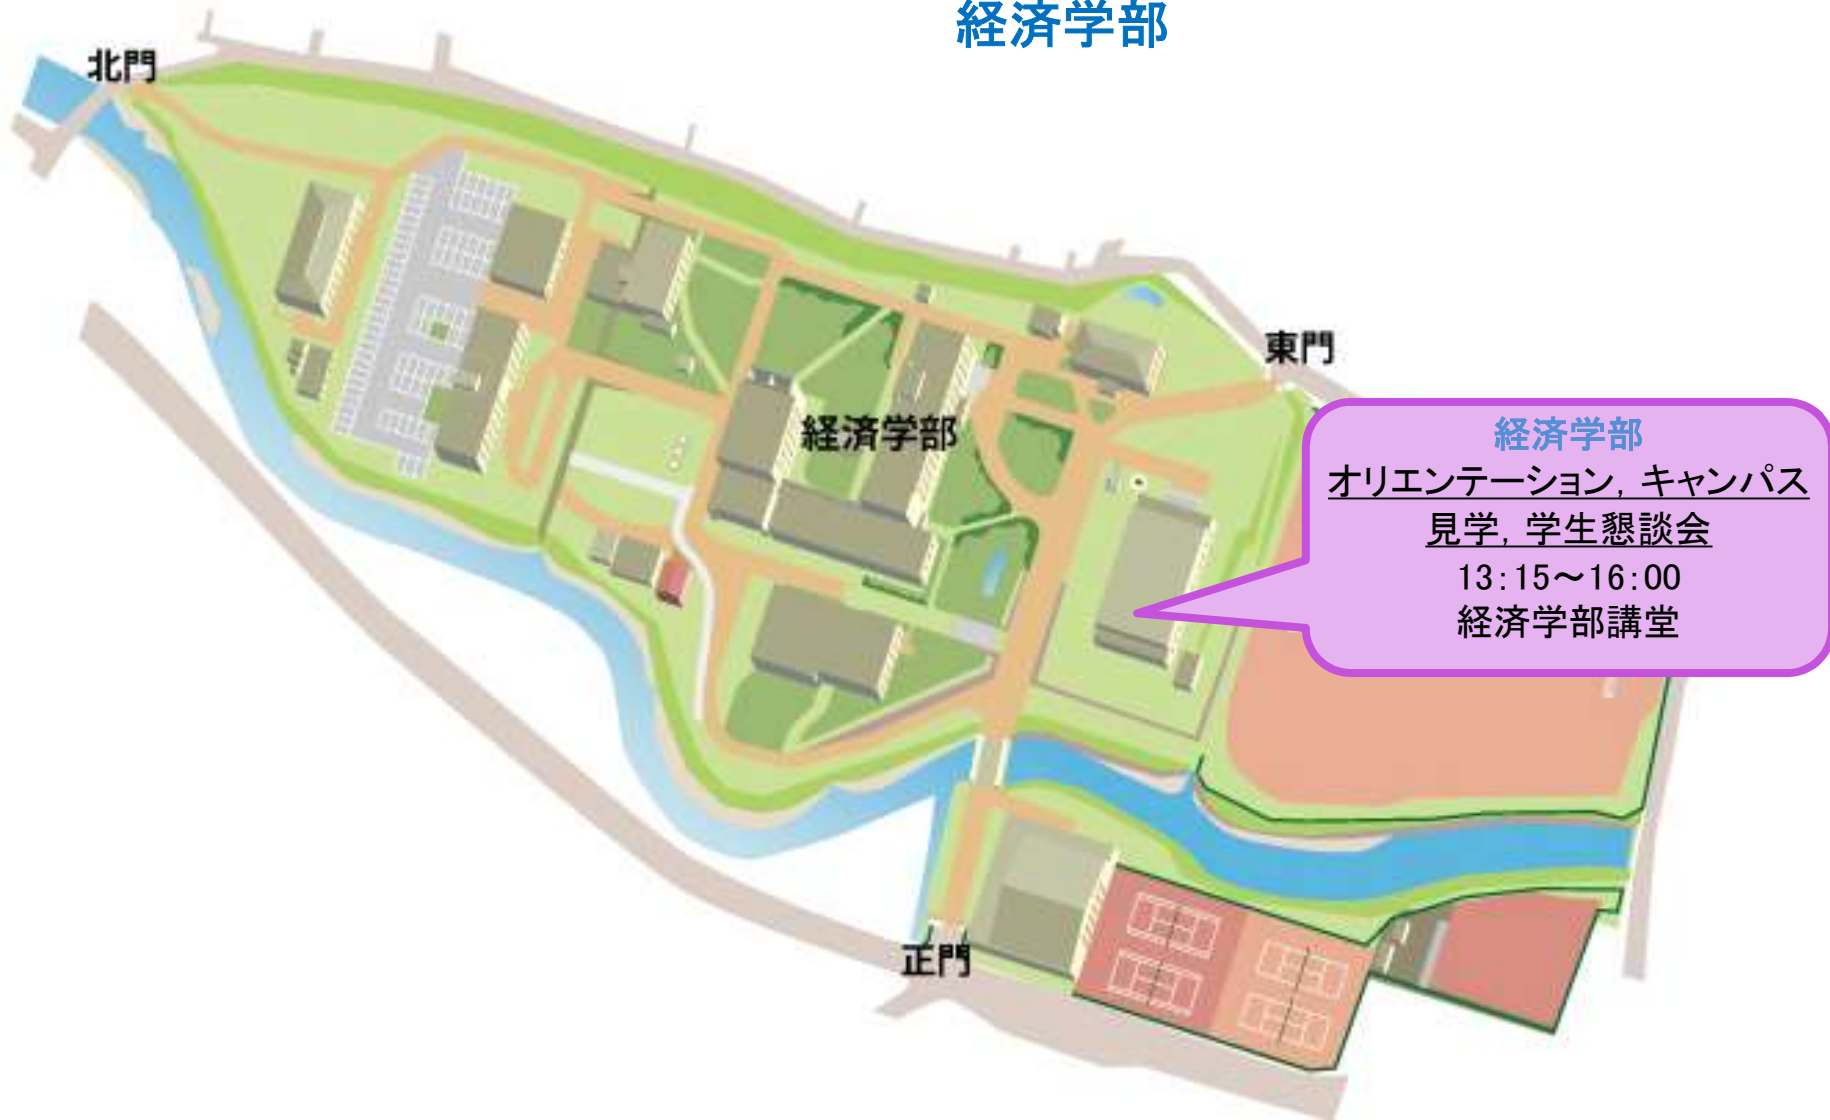 経済学部
北門
東門
経済学部
経済学部
オリエンテーション, キャンパス
見学, 学生懇談会
13:15～16:00
経済学部講堂
正門